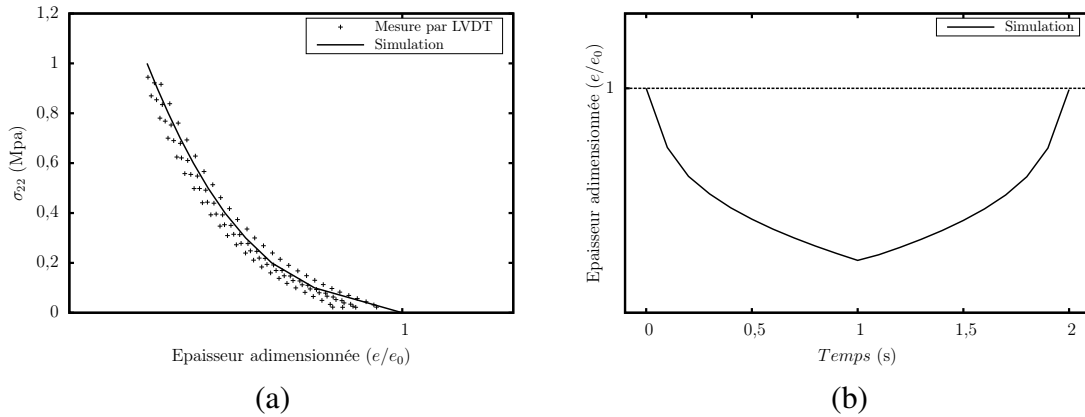 1,2
1
0,8
0,6
0,4
0,2
0
σ22 (Mpa)
Mesure par LVDT
Simulation
1
Epaisseur adimensionnée (e/e0)
(a)
Epaisseur adimensionnée (e/e0)
1
Simulation
0
0,5
1
1,5
2
Temps (s)
(b)